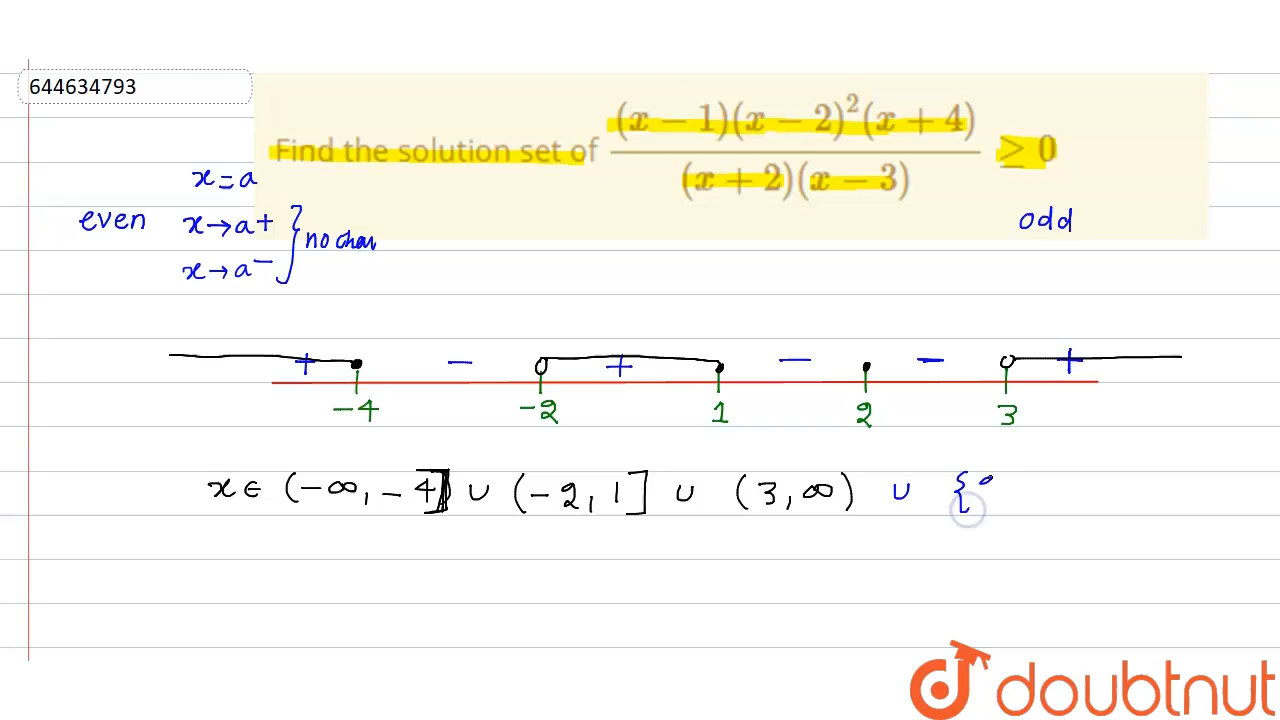 644634793
Find the solution set of (x − 1)(x − 2)²(x + 4) / (x + 2)(x − 3) ≥ 0
x = a
even x → a+
x → a−
no chan
odd
+ − + − − +
−4 −2 1 2 3
x ∈ (−∞, −4] ∪ (−2, 1] ∪ (3, ∞) ∪ {
doubtnut